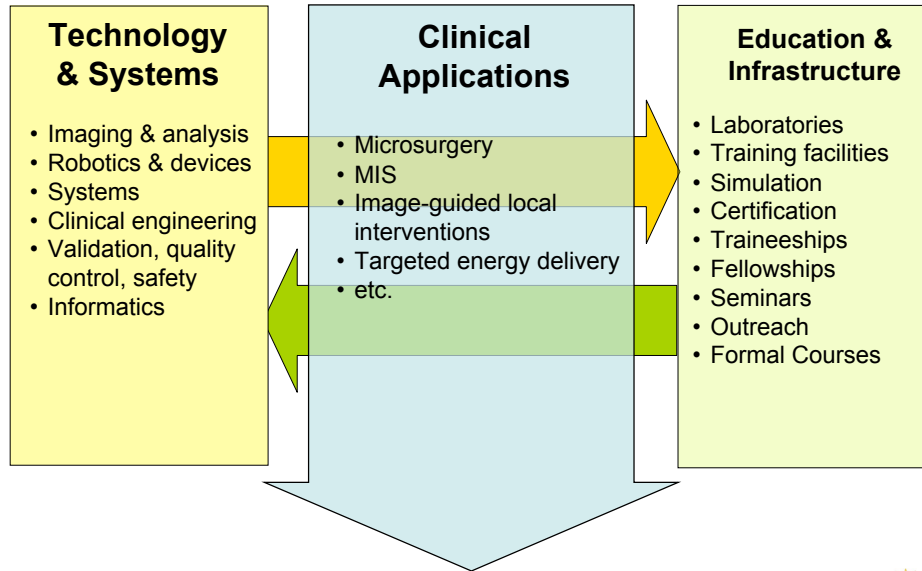 Technology
& Systems
• Imaging & analysis
• Robotics & devices
• Systems
• Clinical engineering
• Validation, quality
control, safety
• Informatics
Clinical
Applications
• Microsurgery
• MIS
• Image-guided local
interventions
• Targeted energy delivery
• etc.
Education &
Infrastructure
• Laboratories
• Training facilities
• Simulation
• Certification
• Traineeships
• Fellowships
• Seminars
• Outreach
• Formal Courses